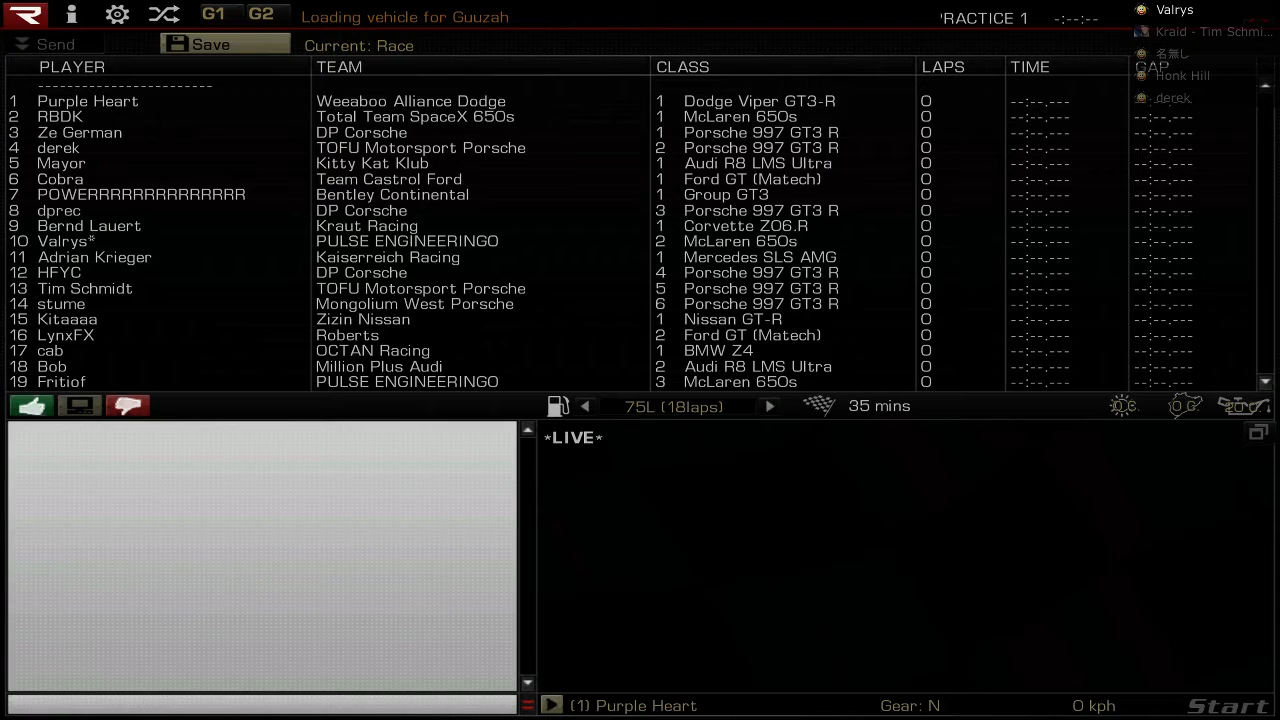 G1 G2 Loading vehicle for Guuzah RACTICE 1 -:--:-- Valrys
Kraid - Tim Schmi...
Send Save Current: Race 名無し
PLAYER TEAM CLASS LAPS TIME GAP
Honk Hill
-----------------------
derek
1 Purple Heart Weeaboo Alliance Dodge 1 Dodge Viper GT3-R 0 --:--.--- --:--.---
2 RBDK Total Team SpaceX 650s 1 McLaren 650s 0 --:--.--- --:--.---
3 Ze German DP Corsche 1 Porsche 997 GT3 R 0 --:--.--- --:--.---
4 derek TOFU Motorsport Porsche 2 Porsche 997 GT3 R 0 --:--.--- --:--.---
5 Mayor Kitty Kat Klub 1 Audi R8 LMS Ultra 0 --:--.--- --:--.---
6 Cobra Team Castrol Ford 1 Ford GT (Matech) 0 --:--.--- --:--.---
7 POWERRRRRRRRRRRRRR Bentley Continental 1 Group GT3 0 --:--.--- --:--.---
8 dprec DP Corsche 3 Porsche 997 GT3 R 0 --:--.--- --:--.---
9 Bernd Lauert Kraut Racing 1 Corvette Z06.R 0 --:--.--- --:--.---
10 Valrys* PULSE ENGINEERINGO 2 McLaren 650s 0 --:--.--- --:--.---
11 Adrian Krieger Kaiserreich Racing 1 Mercedes SLS AMG 0 --:--.--- --:--.---
12 HFYC DP Corsche 4 Porsche 997 GT3 R 0 --:--.--- --:--.---
13 Tim Schmidt TOFU Motorsport Porsche 5 Porsche 997 GT3 R 0 --:--.--- --:--.---
14 stume Mongolium West Porsche 6 Porsche 997 GT3 R 0 --:--.--- --:--.---
15 Kitaaaa Zizin Nissan 1 Nissan GT-R 0 --:--.--- --:--.---
16 LynxFX Roberts 2 Ford GT (Matech) 0 --:--.--- --:--.---
17 cab OCTAN Racing 1 BMW Z4 0 --:--.--- --:--.---
18 Bob Million Plus Audi 2 Audi R8 LMS Ultra 0 --:--.--- --:--.---
19 Fritiof PULSE ENGINEERINGO 3 McLaren 650s 0 --:--.--- --:--.---
75L (18laps) 35 mins
*LIVE*
(1) Purple Heart Gear: N 0 kph Start